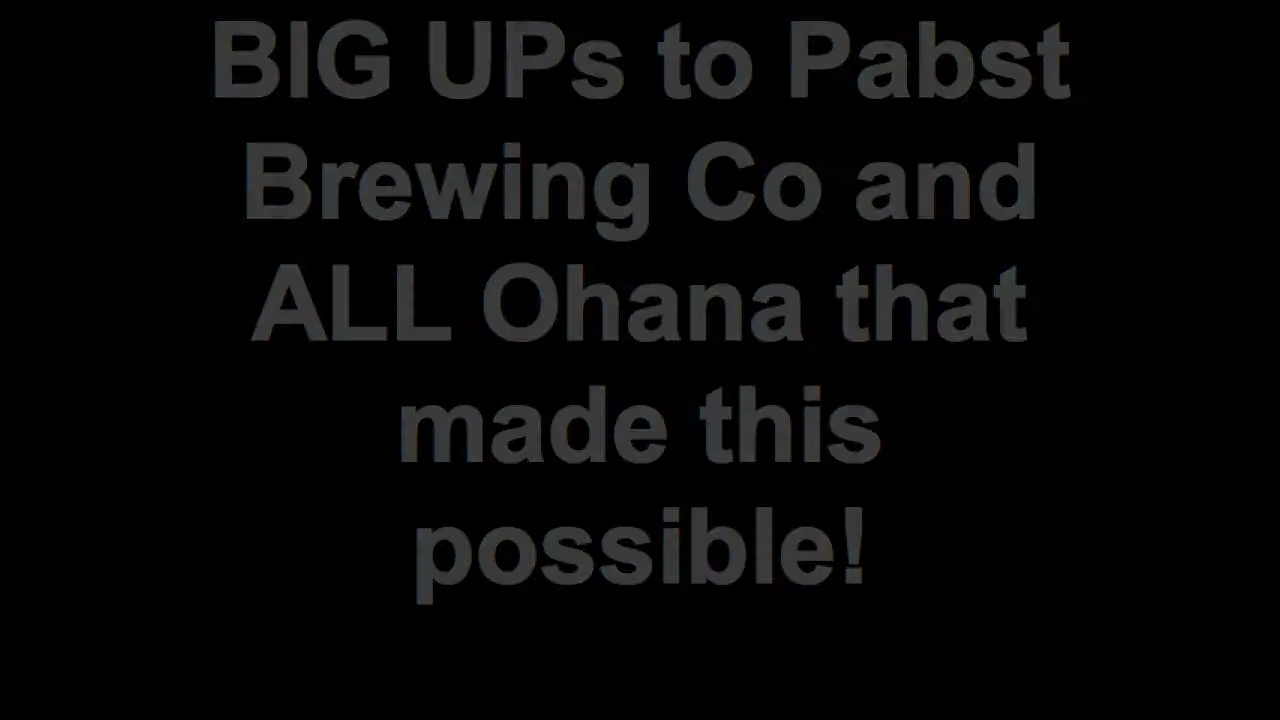 BIG UPs to Pabst
Brewing Co and
ALL Ohana that
made this
possible!